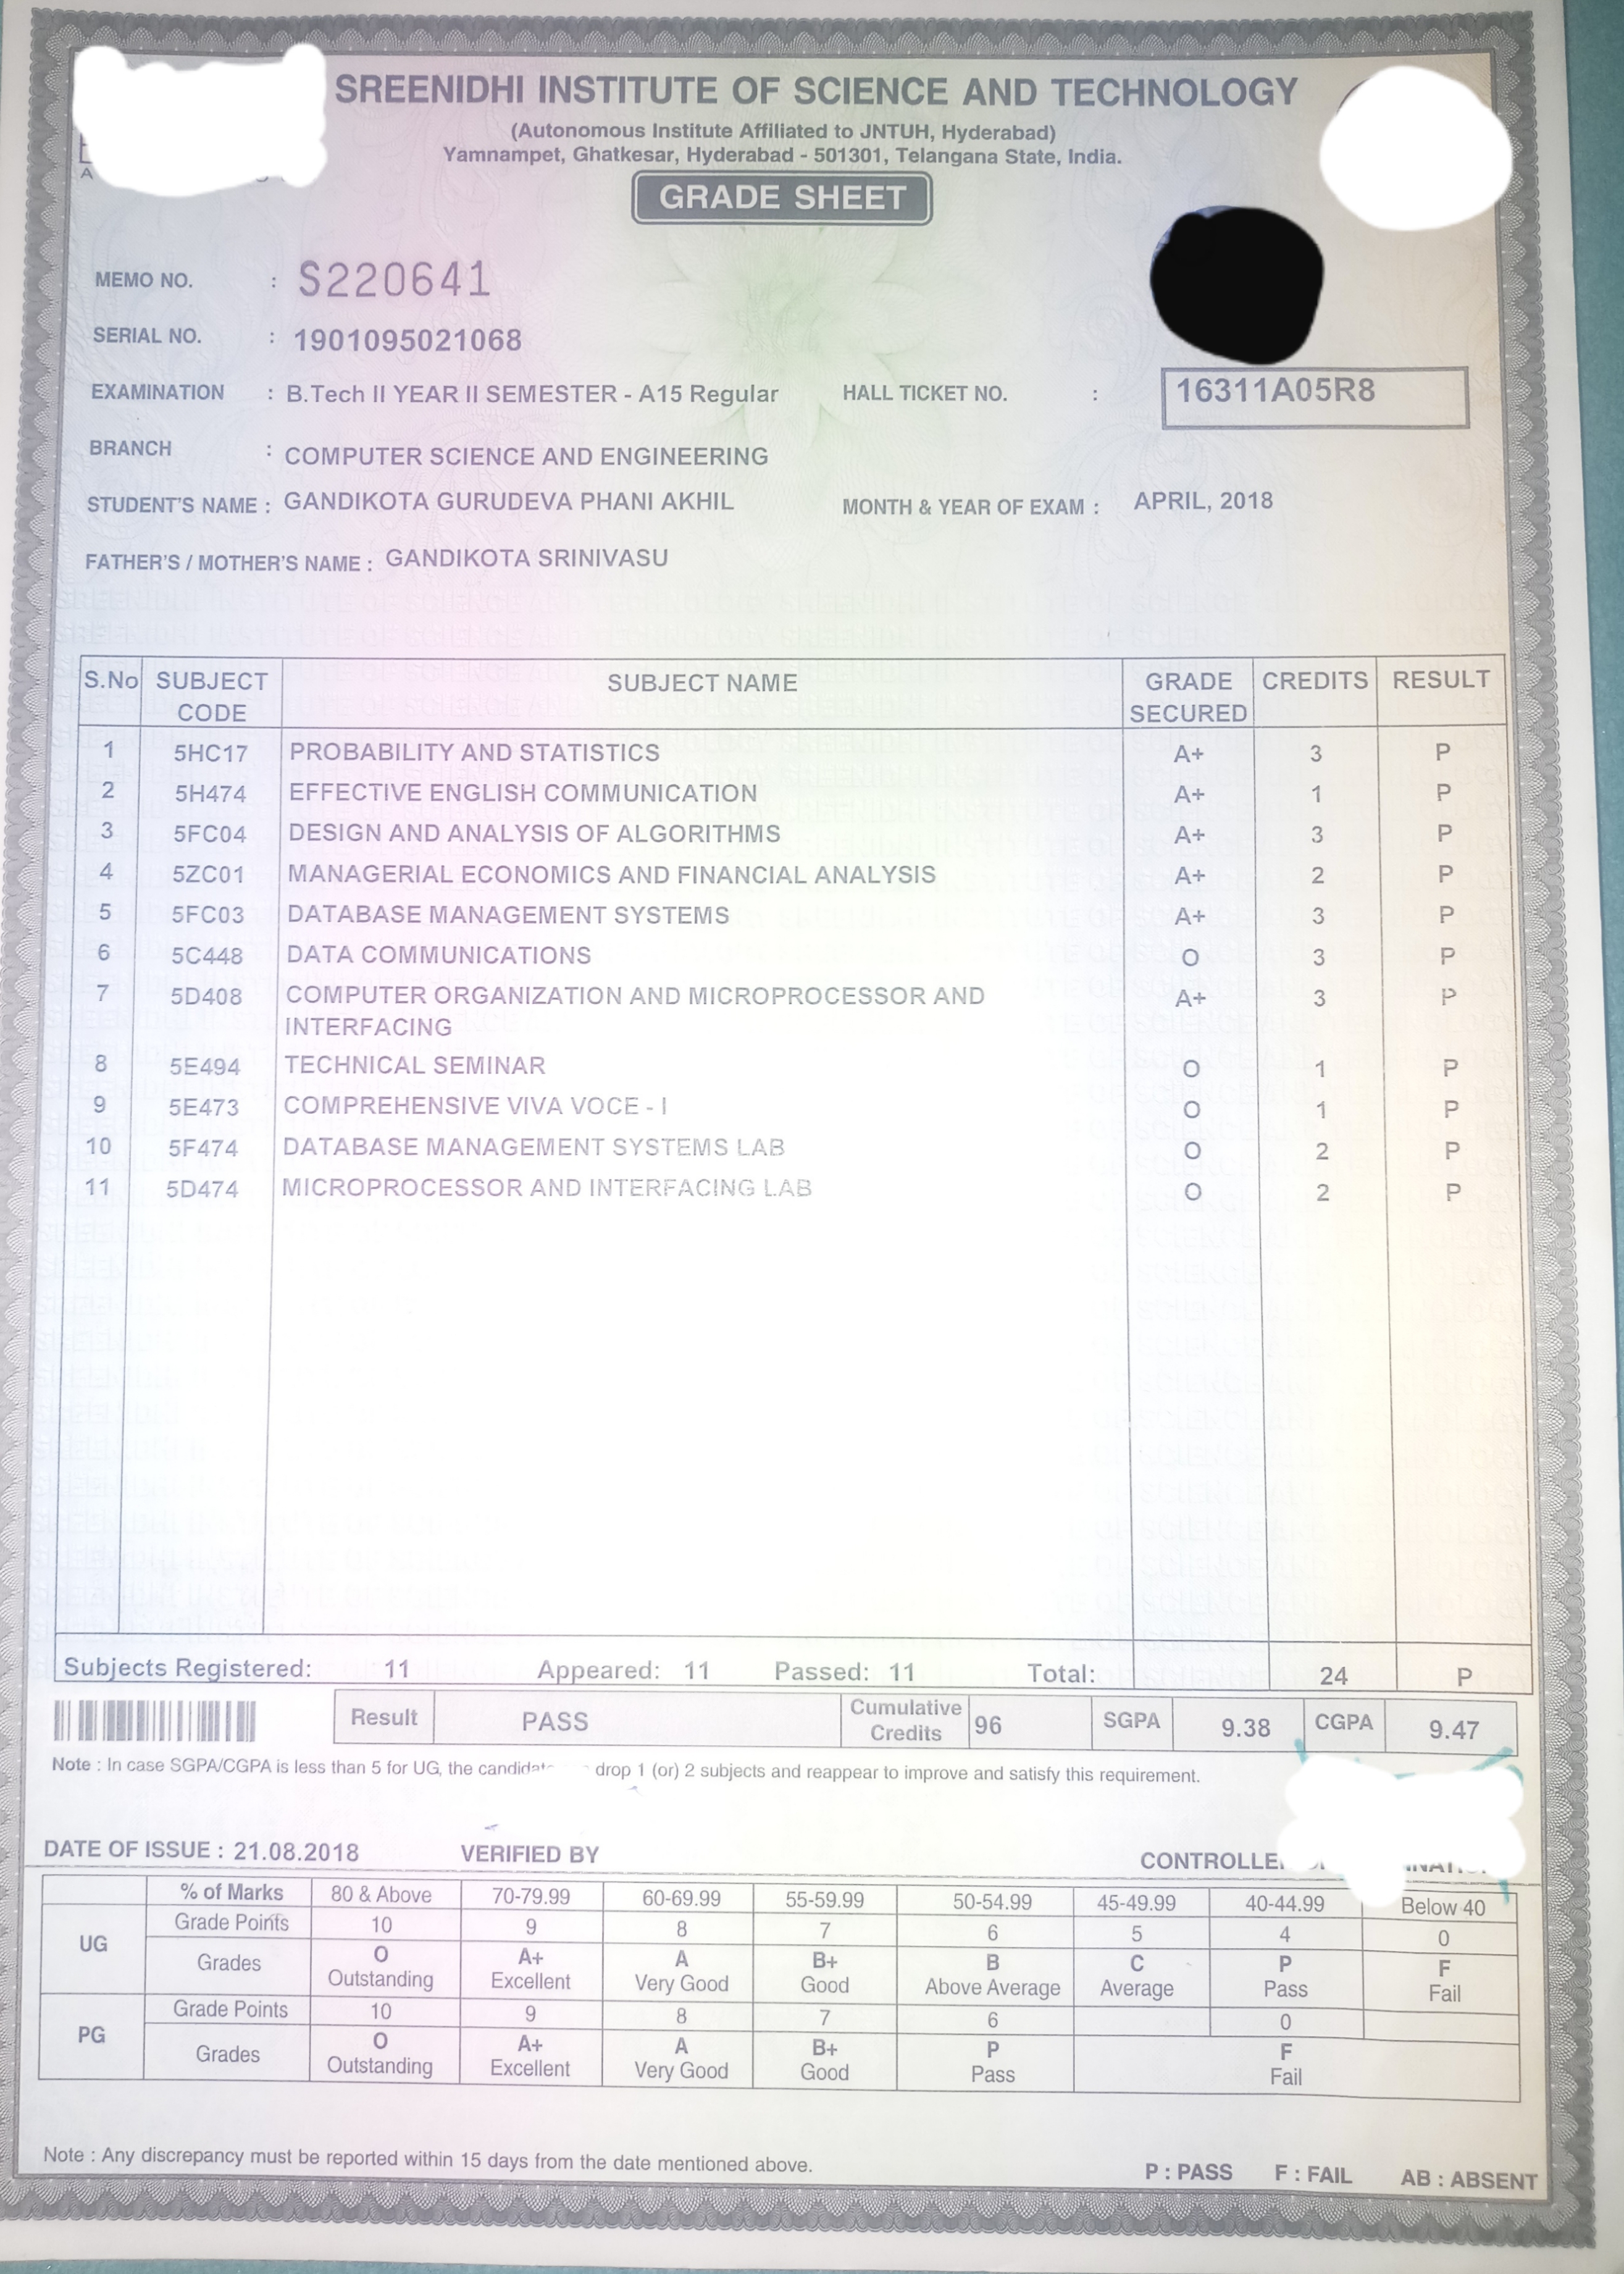 SREENIDHI INSTITUTE OF SCIENCE AND TECHNOLOGY
(Autonomous Institute Affiliated to JNTUH, Hyderabad)
Yamnampet, Ghatkesar, Hyderabad - 501301, Telangana State, India.
A
GRADE SHEET
MEMO NO. : S220641
SERIAL NO. : 1901095021068
EXAMINATION : B.Tech II YEAR II SEMESTER - A15 Regular HALL TICKET NO. : 16311A05R8
BRANCH : COMPUTER SCIENCE AND ENGINEERING
STUDENT'S NAME : GANDIKOTA GURUDEVA PHANI AKHIL MONTH & YEAR OF EXAM : APRIL, 2018
FATHER'S / MOTHER'S NAME : GANDIKOTA SRINIVASU
S.No SUBJECT CODE SUBJECT NAME GRADE SECURED CREDITS RESULT
1 5HC17 PROBABILITY AND STATISTICS A+ 3 P
2 5H474 EFFECTIVE ENGLISH COMMUNICATION A+ 1 P
3 5FC04 DESIGN AND ANALYSIS OF ALGORITHMS A+ 3 P
4 5ZC01 MANAGERIAL ECONOMICS AND FINANCIAL ANALYSIS A+ 2 P
5 5FC03 DATABASE MANAGEMENT SYSTEMS A+ 3 P
6 5C448 DATA COMMUNICATIONS O 3 P
7 5D408 COMPUTER ORGANIZATION AND MICROPROCESSOR AND A+ 3 P
INTERFACING
8 5E494 TECHNICAL SEMINAR O 1 P
9 5E473 COMPREHENSIVE VIVA VOCE - I O 1 P
10 5F474 DATABASE MANAGEMENT SYSTEMS LAB O 2 P
11 5D474 MICROPROCESSOR AND INTERFACING LAB O 2 P
Subjects Registered: 11 Appeared: 11 Passed: 11 Total: 24 P
Result PASS Cumulative Credits 96 SGPA 9.38 CGPA 9.47
Note : In case SGPA/CGPA is less than 5 for UG, the drop 1 (or) 2 subjects and reappear to improve and satisfy this requirement.
DATE OF ISSUE : 21.08.2018 VERIFIED BY
% of Marks 80 & Above 70-79.99 60-69.99 55-59.99 50-54.99 45-49.99 40-44.99 Below 40
UG Grade Points 10 9 8 7 6 5 4 0
Grades O A+ A B+ B C P F
Outstanding Excellent Very Good Good Above Average Average Pass Fail
PG Grade Points 10 9 8 7 6 0
Grades O A+ A B+ P F
Outstanding Excellent Very Good Good Pass Fail
Note : Any discrepancy must be reported within 15 days from the date mentioned above.
P : PASS F : FAIL AB : ABSENT